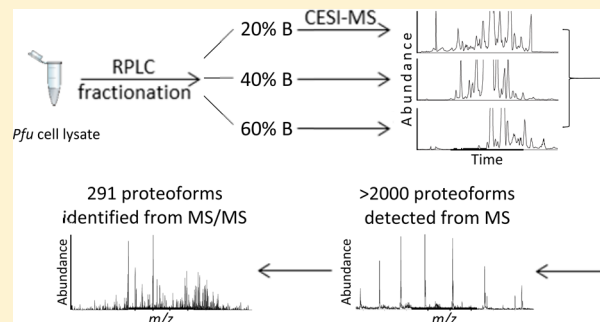 20% B
CESI-MS
RPLC
fractionation
40% B
60% B
Pfu cell lysate
Abundance
Time
291 proteoforms
identified from MS/MS
>2000 proteoforms
detected from MS
Abundance
m/z
Abundance
m/z